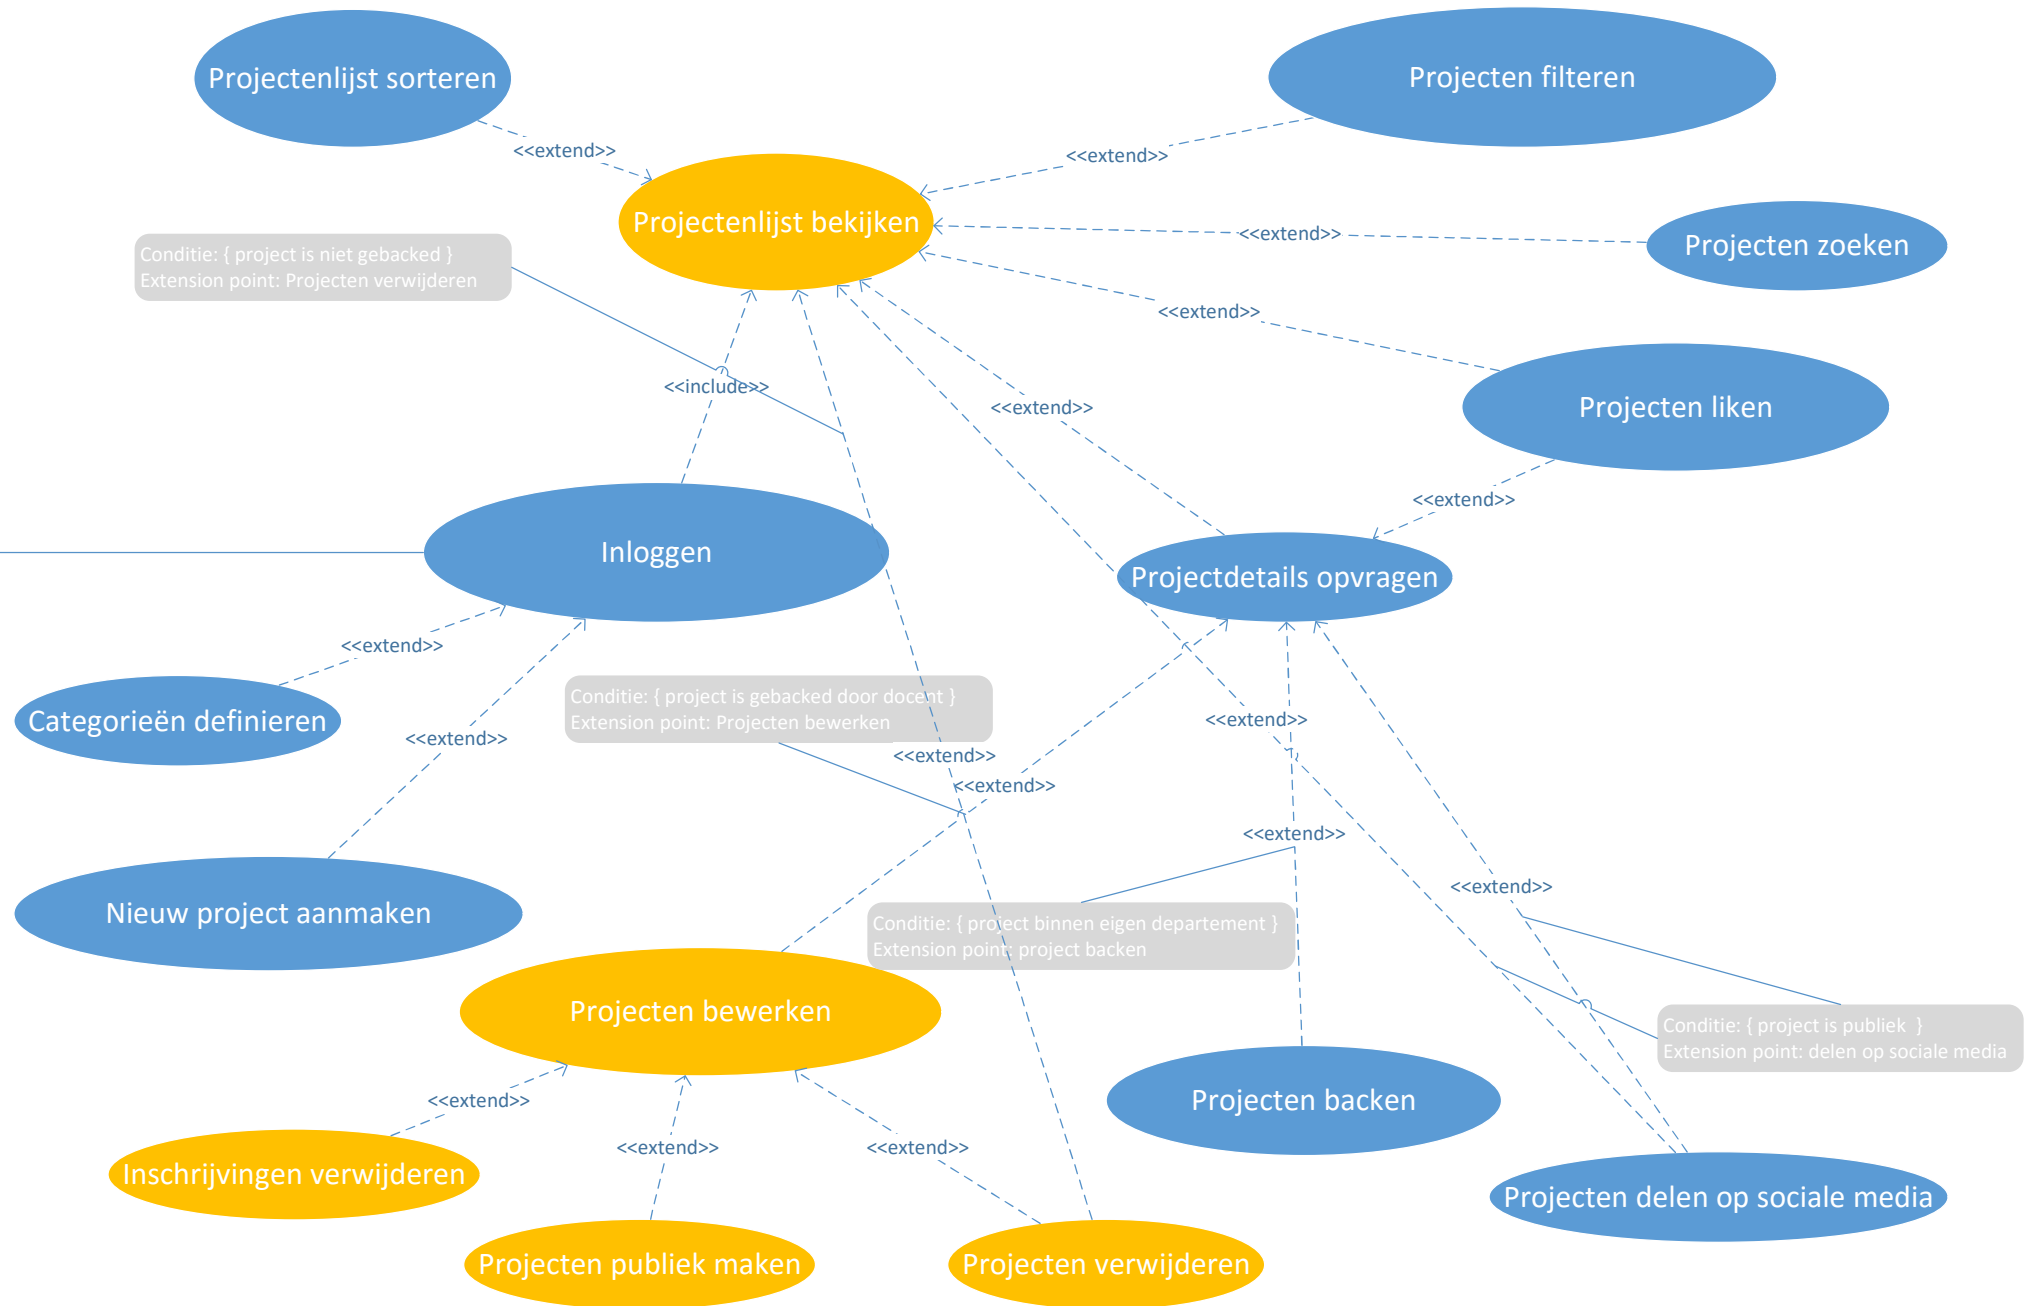 Projectenlijst sorteren
Projecten filteren
<<extend>>
<<extend>>
Projectenlijst bekijken
<<extend>>
Projecten zoeken
Conditie: { project is niet gebacked }
Extension point: Projecten verwijderen
<<extend>>
<<include>>
<<extend>>
Projecten liken
<<extend>>
Inloggen
Projectdetails opvragen
<<extend>>
Conditie: { project is gebacked door docent }
Extension point: Projecten bewerken
Categorieën definieren
<<extend>>
<<extend>>
<<extend>>
<<extend>>
<<extend>>
<<extend>>
Nieuw project aanmaken
Conditie: { project binnen eigen departement }
Extension point: project backen
Projecten bewerken
Conditie: { project is publiek }
Extension point: delen op sociale media
<<extend>>
Projecten backen
<<extend>>
<<extend>>
Inschrijvingen verwijderen
Projecten delen op sociale media
Projecten publiek maken
Projecten verwijderen